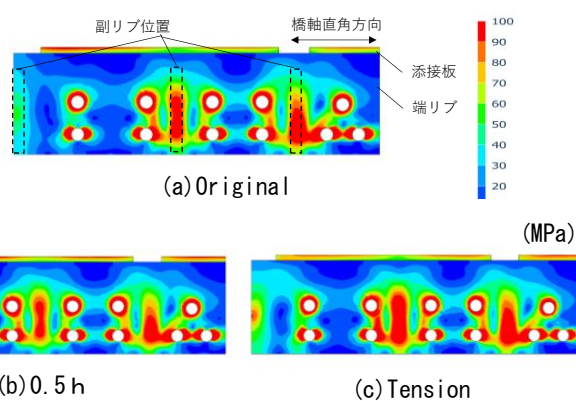 副リブ位置
橋軸直角方向
添接板
端リブ
(a)Original
100
90
80
70
60
50
40
30
20
(MPa)
(b)0.5h
(c)Tension